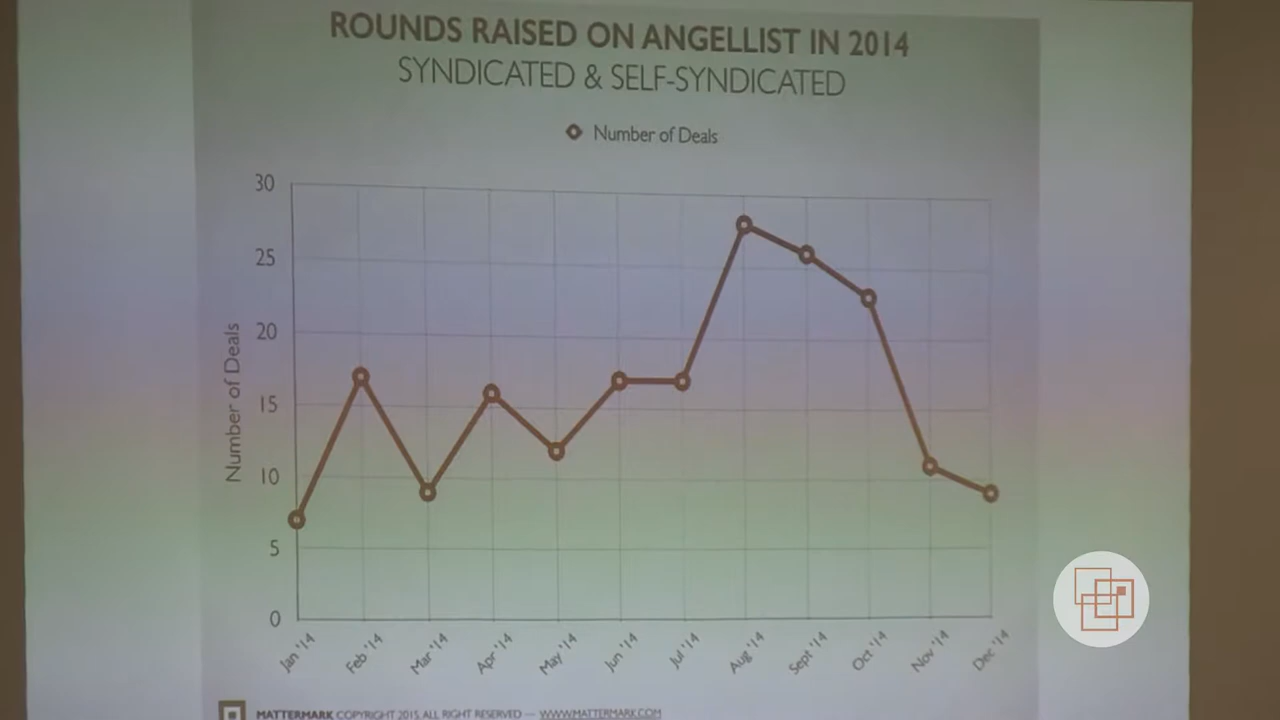 ROUNDS RAISED ON ANGELLIST IN 2014
SYNDICATED & SELF-SYNDICATED
Number of Deals
30
25
20
15
10
5
0
Number of Deals
Jan '14
Feb '14
Mar '14
Apr '14
May '14
Jun '14
Jul '14
Aug '14
Sept '14
Oct '14
Nov '14
Dec '14
MATTERMARK COPYRIGHT 2015 ALL RIGHT RESERVED — WWW.MATTERMARK.COM